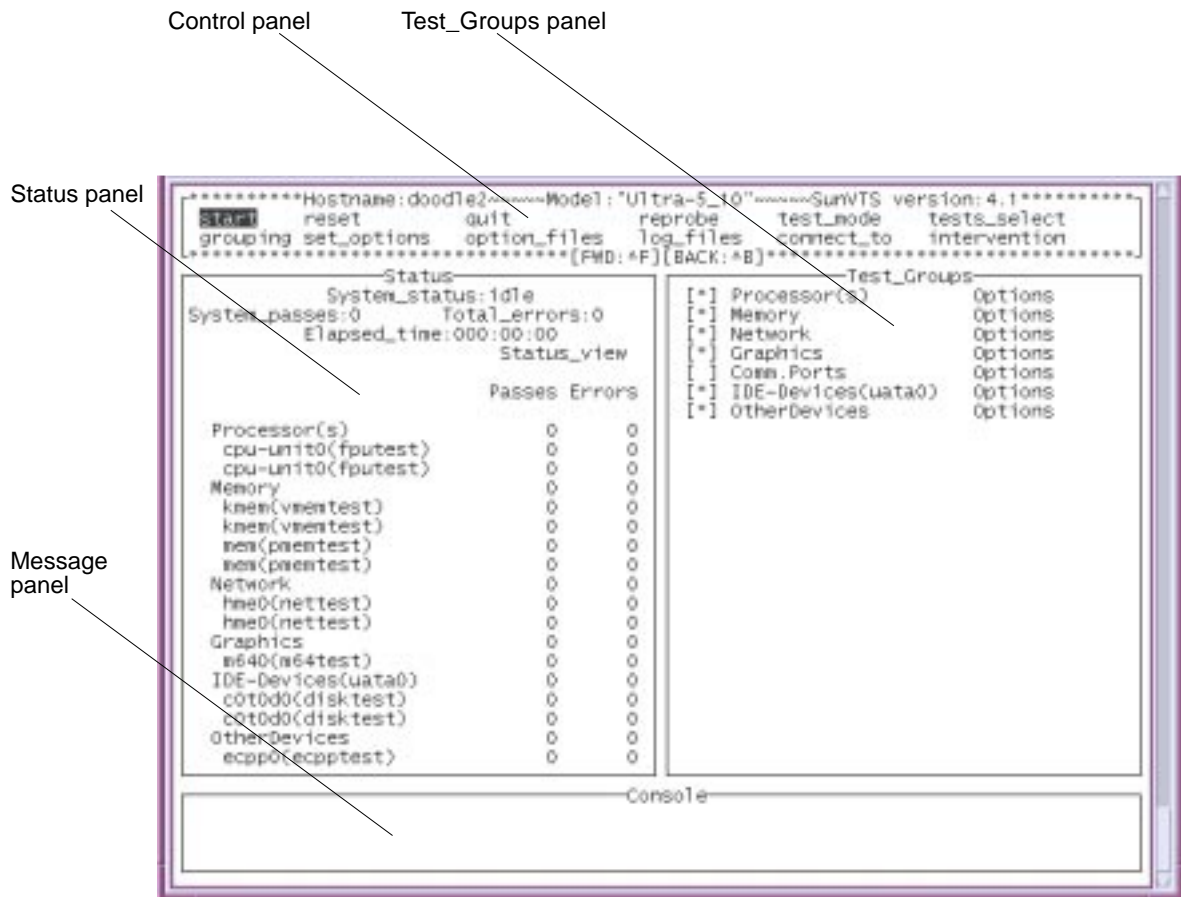 Control panel
Test_Groups panel
Status panel
Message
panel
**********Hostname:doodle2~~~~~Model:"Ultra-5_10"~~~~~SunVTS version:4.1**********
start reset quit reprobe test_mode tests_select
grouping set_options option_files log_files connect_to intervention
[FWD:^F][BACK:^B]
Status
System_status:idle
System_passes:0 Total_errors:0
Elapsed_time:000:00:00
Status_view
Passes Errors
Processor(s) 0 0
cpu-unit0(fputest) 0 0
cpu-unit0(fputest) 0 0
Memory 0 0
kmem(vmemtest) 0 0
kmem(vmemtest) 0 0
mem(pmemtest) 0 0
mem(pmemtest) 0 0
Network 0 0
hme0(nettest) 0 0
hme0(nettest) 0 0
Graphics 0 0
m640(m64test) 0 0
IDE-Devices(uata0) 0 0
c0t0d0(disktest) 0 0
c0t0d0(disktest) 0 0
OtherDevices 0 0
ecpp0(ecpptest) 0 0
Test_Groups
[*] Processor(s) Options
[*] Memory Options
[*] Network Options
[*] Graphics Options
[ ] Comm.Ports Options
[*] IDE-Devices(uata0) Options
[*] OtherDevices Options
Console